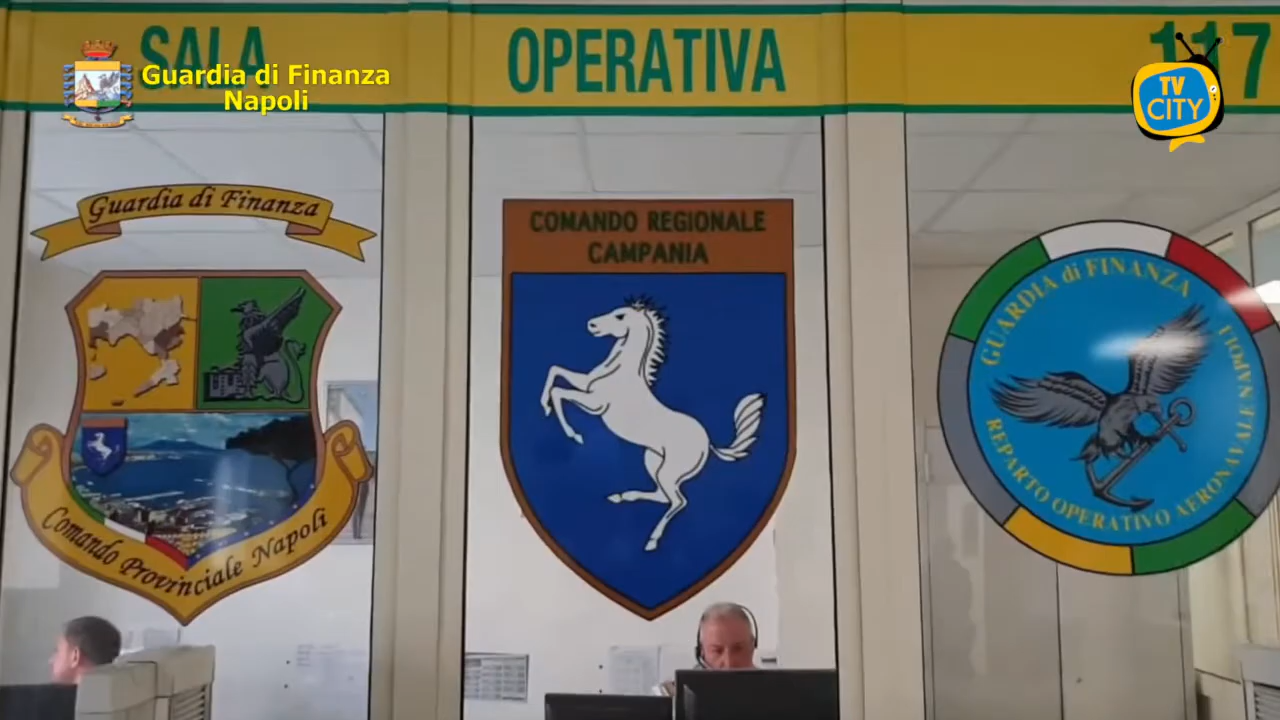 SALA OPERATIVA 117
Guardia di Finanza
Napoli
TV
CITY
Guardia di Finanza
Comando Provinciale Napoli
COMANDO REGIONALE
CAMPANIA
GUARDIA di FINANZA
REPARTO OPERATIVO AERONAVALE NAPOLI